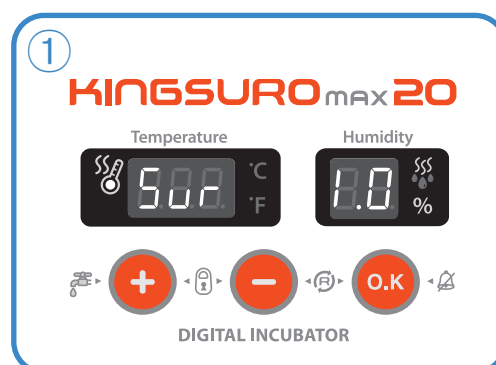 ①
KINGSURO max 20
Temperature Humidity
Sur °C °F 1.0 %
+ - R O.K
DIGITAL INCUBATOR